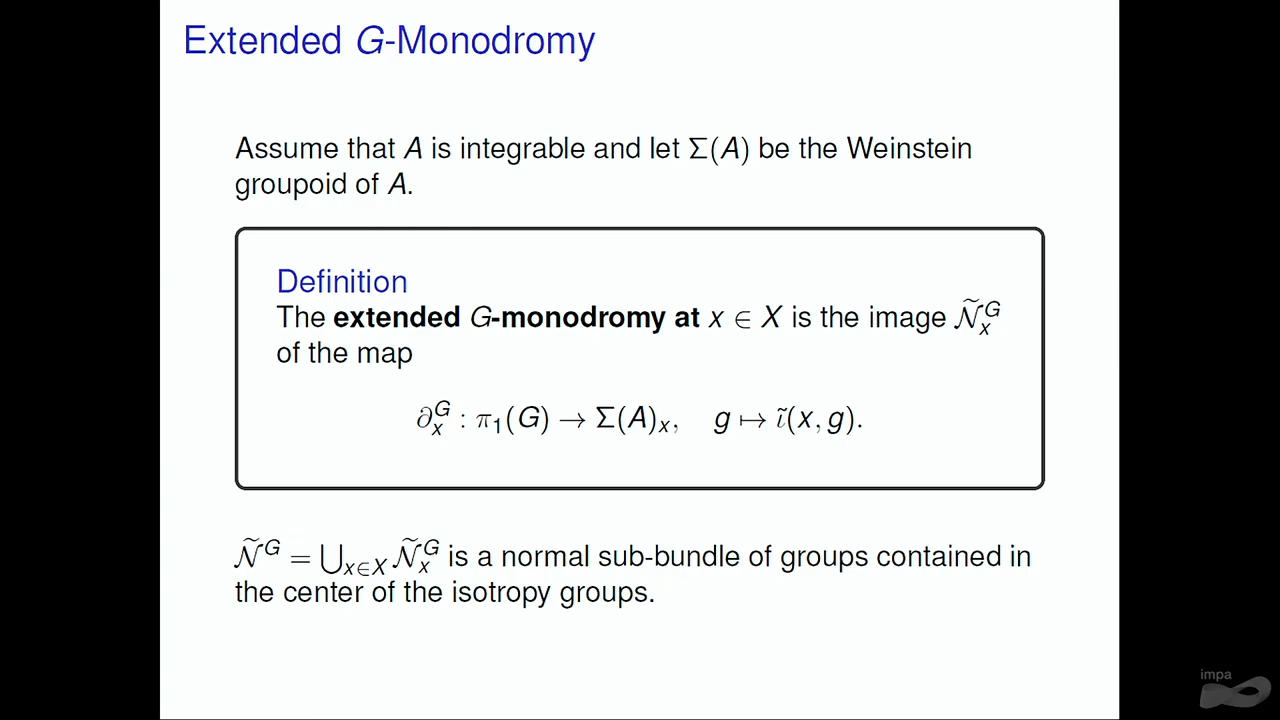 Extended G-Monodromy
Assume that A is integrable and let Σ(A) be the Weinstein
groupoid of A.
Definition
The extended G-monodromy at x ∈ X is the image Ñ_x^G
of the map
∂_x^G : π₁(G) → Σ(A)_x, g ↦ ι̃(x, g).
Ñ^G = ⋃_{x∈X} Ñ_x^G is a normal sub-bundle of groups contained in
the center of the isotropy groups.
impa